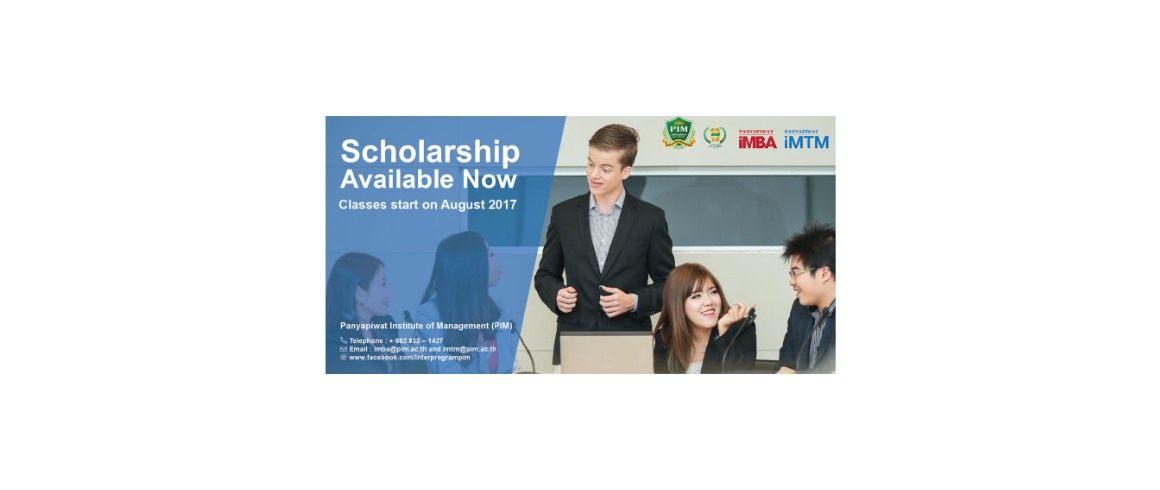 Scholarship
Available Now
Classes start on August 2017
PIM
PANYAPIWAT
iMBA
PANYAPIWAT
iMTM
Panyapiwat Institute of Management (PIM)
Telephone : + 662 832 – 1427
Email : imba@pim.ac.th and imtm@pim.ac.th
www.facebook.com/interprogrampim